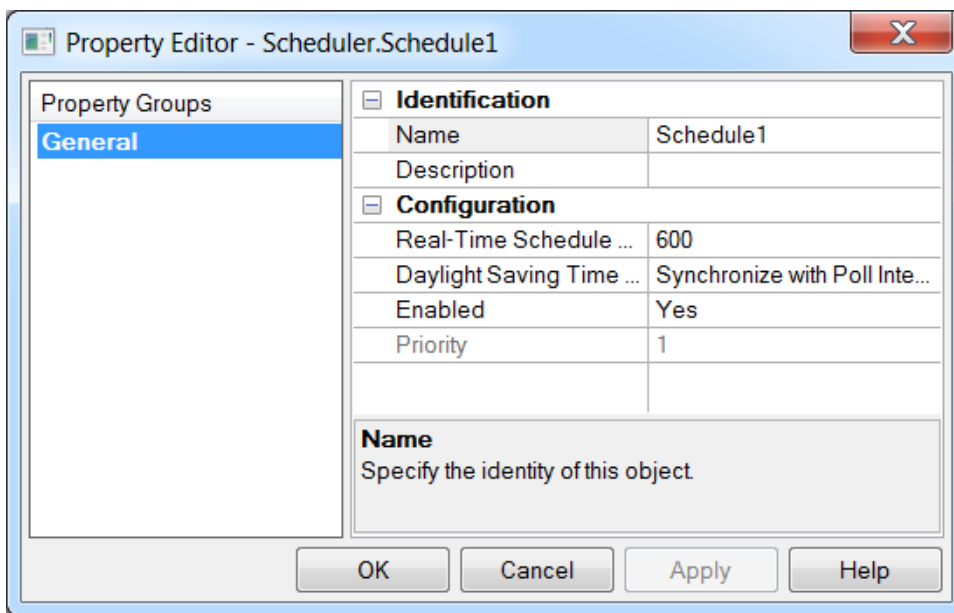 Property Editor - Scheduler.Schedule1
Property Groups
General
Identification
Name Schedule1
Description
Configuration
Real-Time Schedule ... 600
Daylight Saving Time ... Synchronize with Poll Inte...
Enabled Yes
Priority 1
Name
Specify the identity of this object.
OK Cancel Apply Help